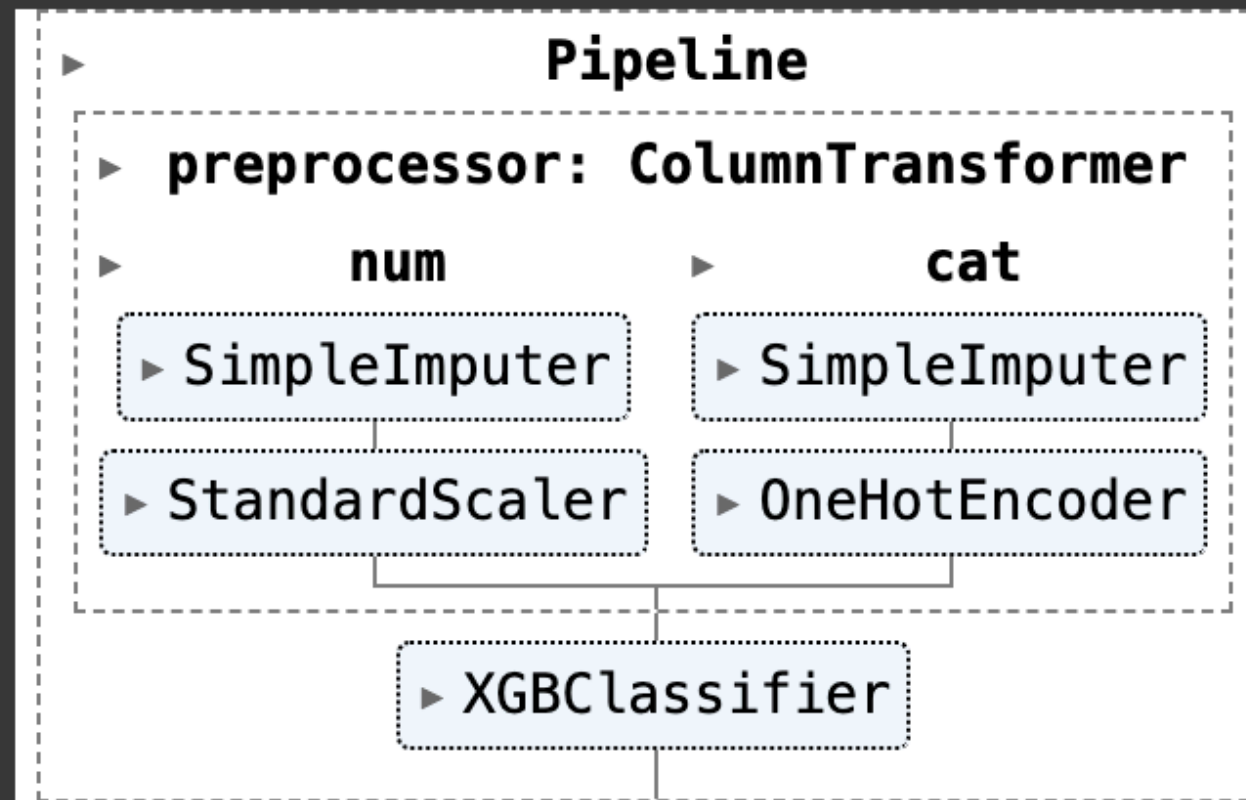 Pipeline
preprocessor: ColumnTransformer
num cat
SimpleImputer SimpleImputer
StandardScaler OneHotEncoder
XGBClassifier